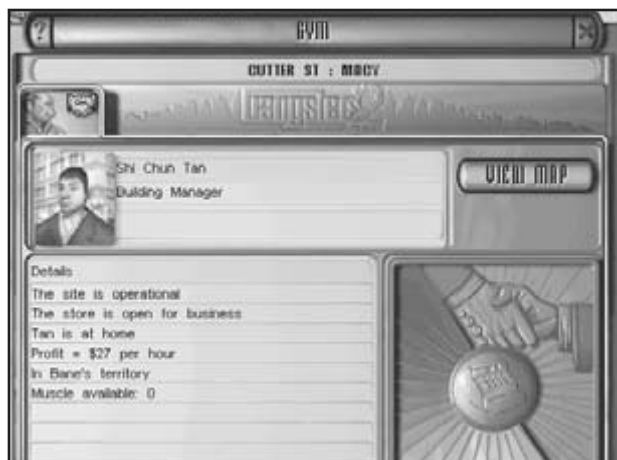 ?
GYM
X
CUTTER ST : MACY
Gangsters 2
Shi Chun Tan
Building Manager
VIEW MAP
Details
The site is operational
The store is open for business
Tan is at home
Profit = $27 per hour
In Bane's territory
Muscle available: 0